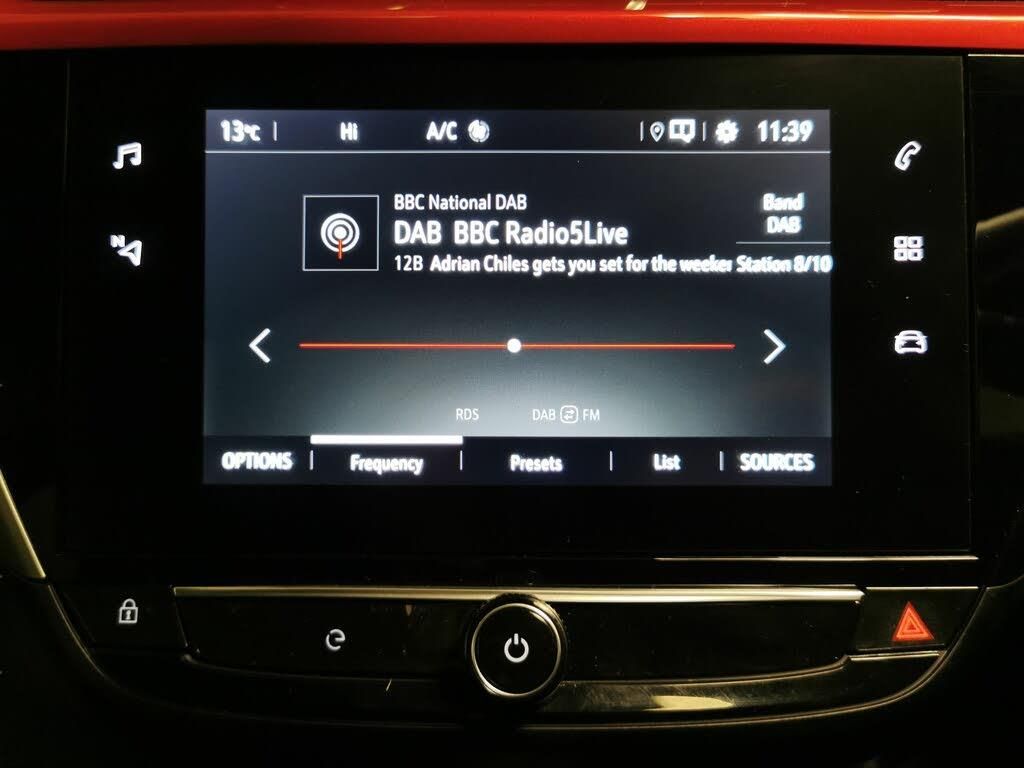 13°C | Hi A/C | | 11:39
BBC National DAB
Band
DAB
DAB BBC Radio5Live
12B Adrian Chiles gets you set for the weeke Station 8/10
N
RDS DAB FM
OPTIONS | Frequency | Presets | List | SOURCES